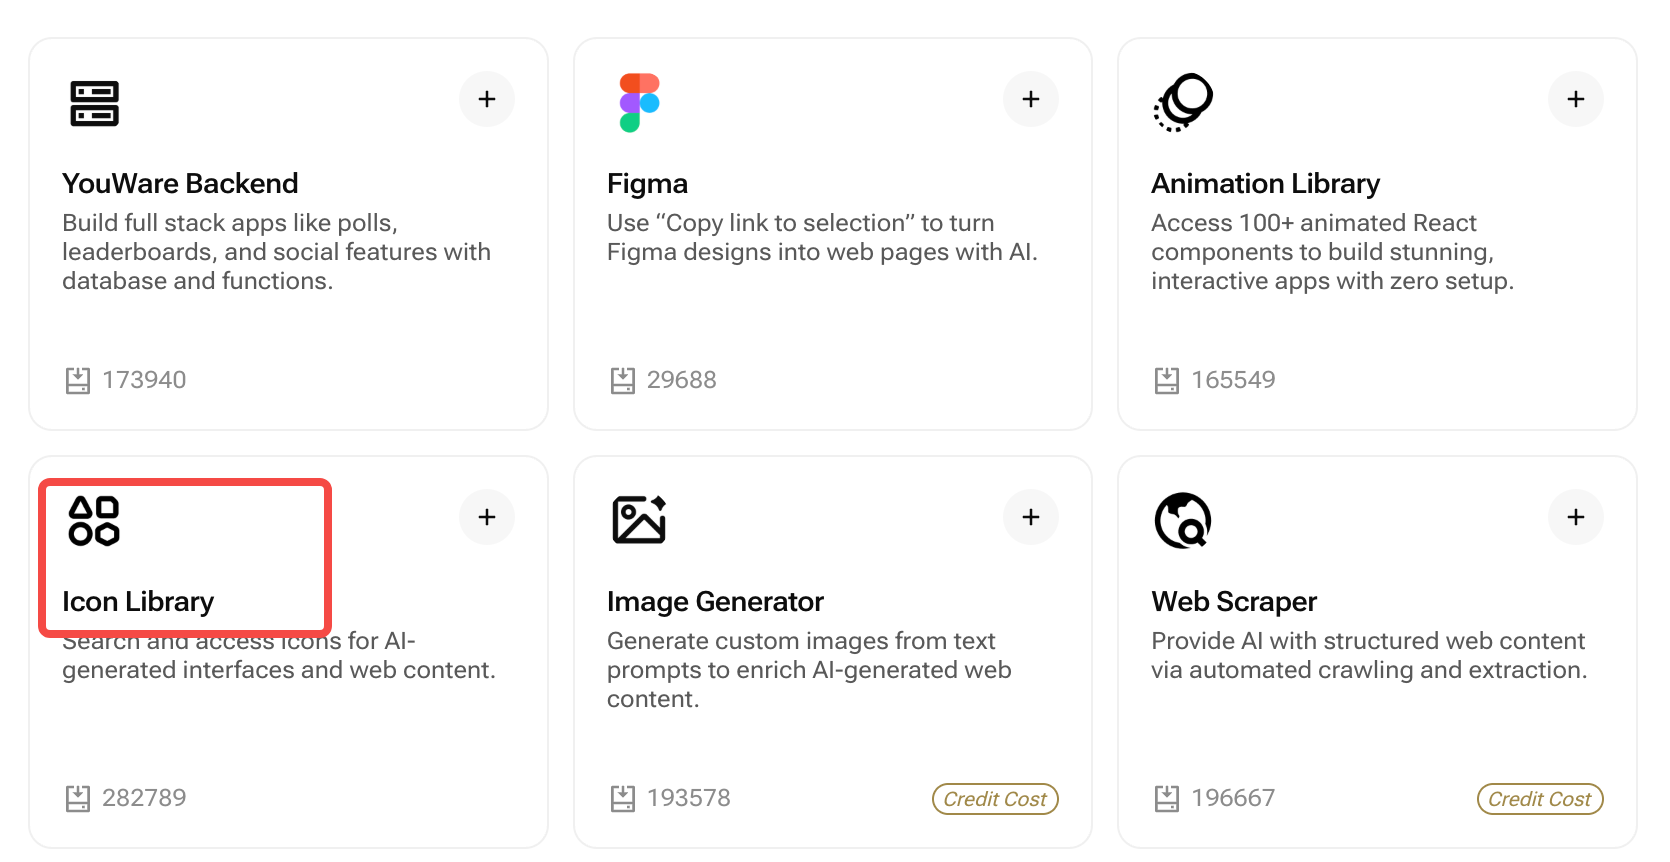 YouWare Backend
Build full stack apps like polls,
leaderboards, and social features with
database and functions.
173940
Figma
Use “Copy link to selection” to turn
Figma designs into web pages with AI.
29688
Animation Library
Access 100+ animated React
components to build stunning,
interactive apps with zero setup.
165549
Icon Library
Search and access icons for AI-
generated interfaces and web content.
282789
Image Generator
Generate custom images from text
prompts to enrich AI-generated web
content.
193578
Credit Cost
Web Scraper
Provide AI with structured web content
via automated crawling and extraction.
196667
Credit Cost